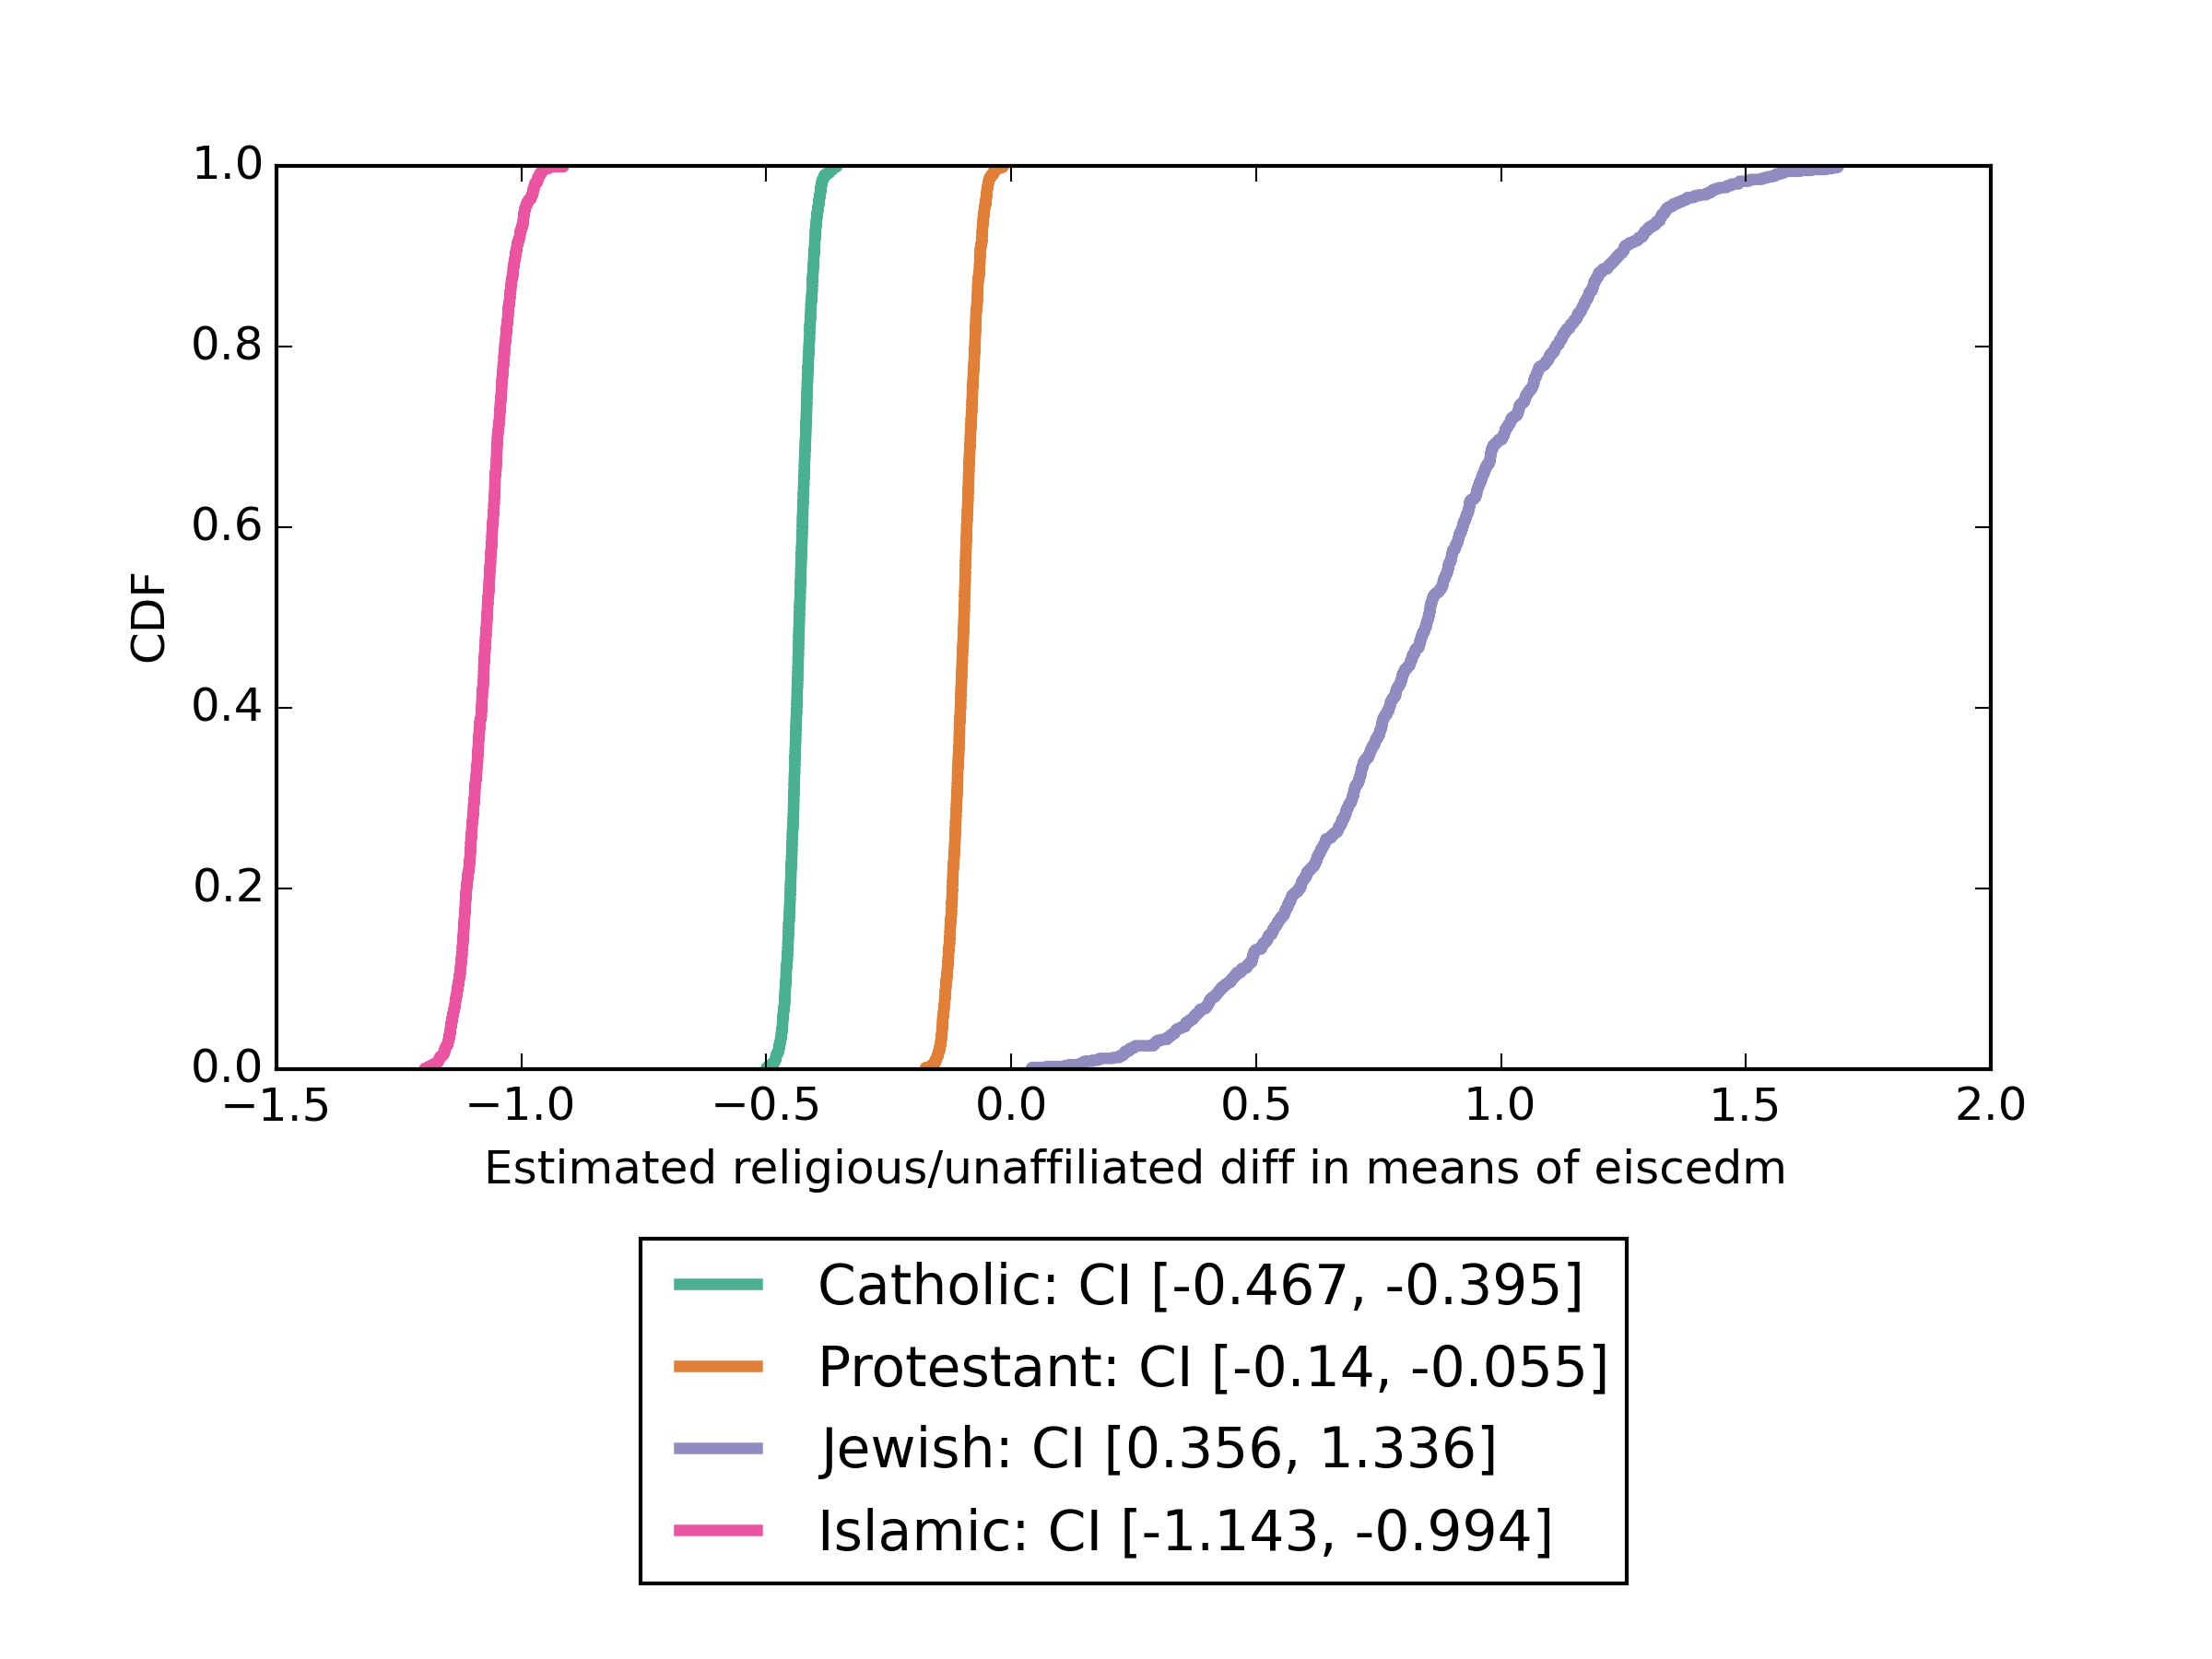 1.0
0.8
0.6
0.4
0.2
0.0
CDF
−1.5 −1.0 −0.5 0.0 0.5 1.0 1.5 2.0
Estimated religious/unaffiliated diff in means of eiscedm
Catholic: CI [-0.467, -0.395]
Protestant: CI [-0.14, -0.055]
Jewish: CI [0.356, 1.336]
Islamic: CI [-1.143, -0.994]